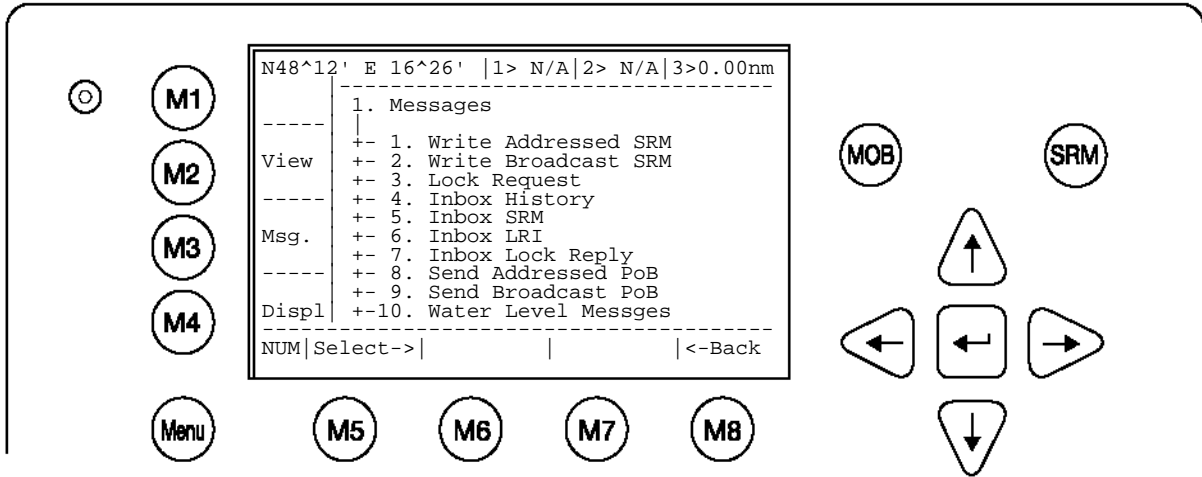 N48^12' E 16^26' |1> N/A|2> N/A|3>0.00nm
1. Messages
+- 1. Write Addressed SRM
View +- 2. Write Broadcast SRM
+- 3. Lock Request
+- 4. Inbox History
+- 5. Inbox SRM
Msg. +- 6. Inbox LRI
+- 7. Inbox Lock Reply
+- 8. Send Addressed PoB
+- 9. Send Broadcast PoB
Displ +-10. Water Level Messges
NUM|Select->| | |<-Back
M1
M2
M3
M4
Menu
M5
M6
M7
M8
MOB
SRM